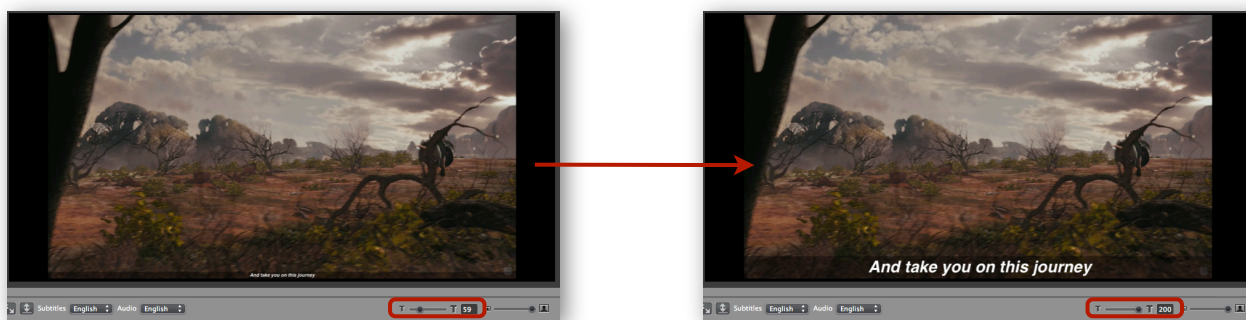 And take you on this journey
Subtitles English Audio English T T 59
And take you on this journey
Subtitles English Audio English T T 200